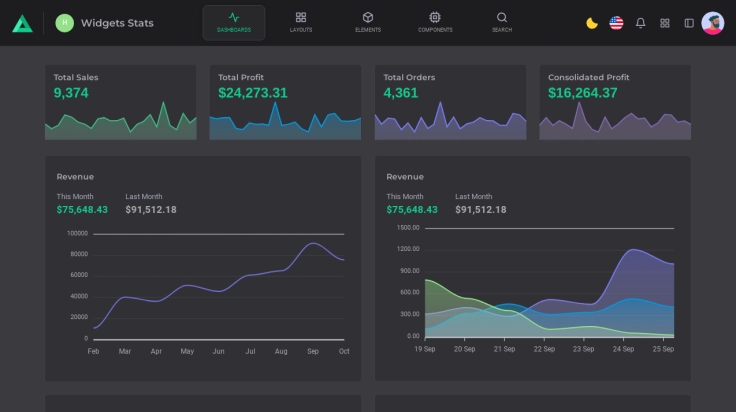 H Widgets Stats
DASHBOARDS LAYOUTS ELEMENTS COMPONENTS SEARCH
Total Sales
9,374
Total Profit
$24,273.31
Total Orders
4,361
Consolidated Profit
$16,264.37
Revenue
This Month Last Month
$75,648.43 $91,512.18
100000
80000
60000
40000
20000
0
Feb Mar Apr May Jun Jul Aug Sep Oct
Revenue
This Month Last Month
$75,648.43 $91,512.18
1500.00
1200.00
900.00
600.00
300.00
0.00
19 Sep 20 Sep 21 Sep 22 Sep 23 Sep 24 Sep 25 Sep